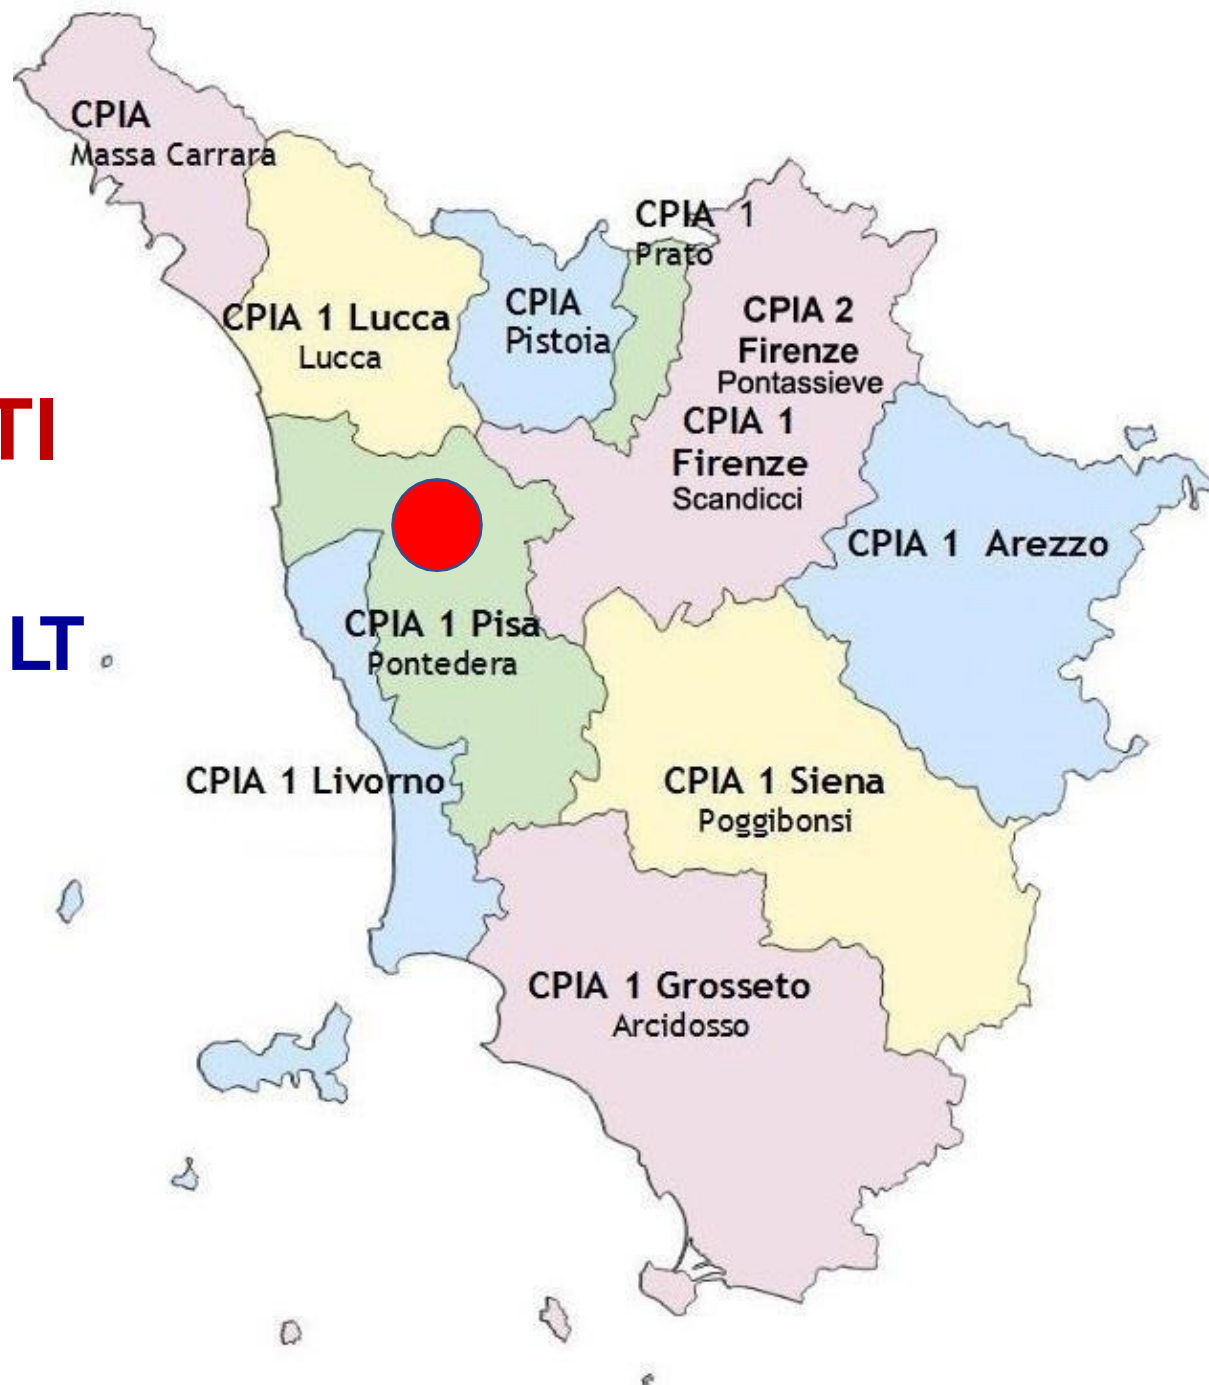 CPIA
Massa Carrara
CPIA 1
Prato
CPIA 1 Lucca
Lucca
CPIA
Pistoia
CPIA 2
Firenze
Pontassieve
CPIA 1
Firenze
Scandicci
TI
CPIA 1 Arezzo
LT
CPIA 1 Pisa
Pontedera
CPIA 1 Livorno
CPIA 1 Siena
Poggibonsi
CPIA 1 Grosseto
Arcidosso